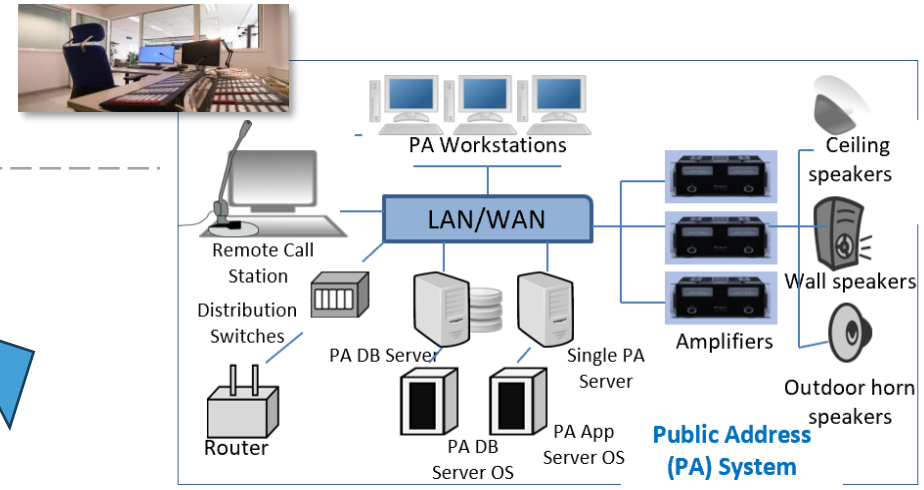 PA Workstations
Ceiling
speakers
LAN/WAN
Remote Call
Station
Wall speakers
Distribution
Switches
Amplifiers
PA DB Server
Single PA
Server
Outdoor horn
speakers
Router
PA DB
Server OS
PA App
Server OS
Public Address
(PA) System